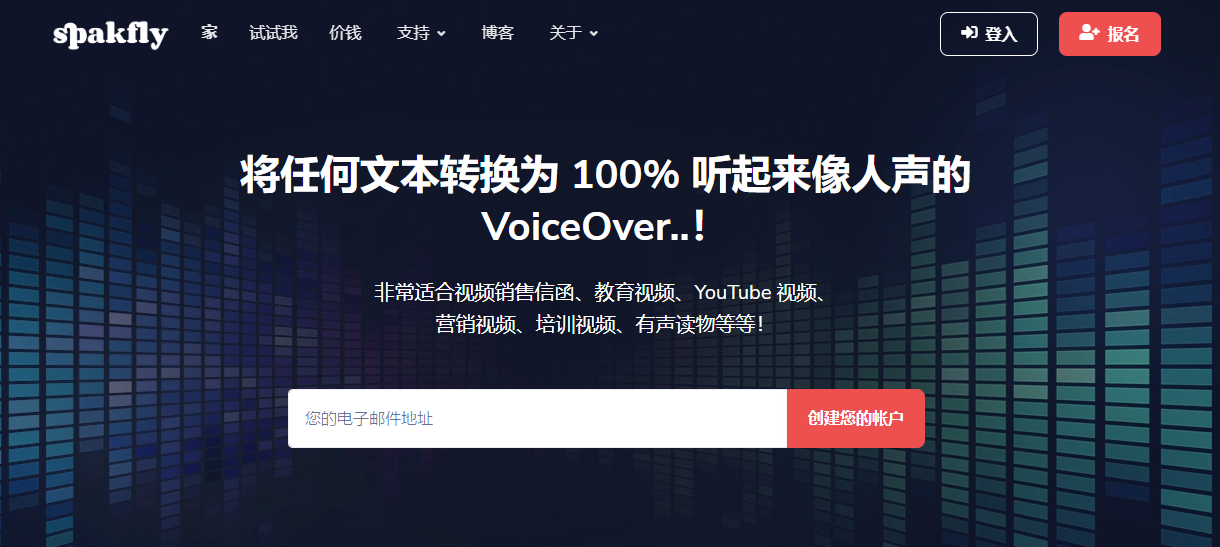 spakfly 家 试试我 价钱 支持 博客 关于 登入 报名
将任何文本转换为 100% 听起来像人声的
VoiceOver..！
非常适合视频销售信函、教育视频、YouTube 视频、
营销视频、培训视频、有声读物等等！
您的电子邮件地址 创建您的帐户